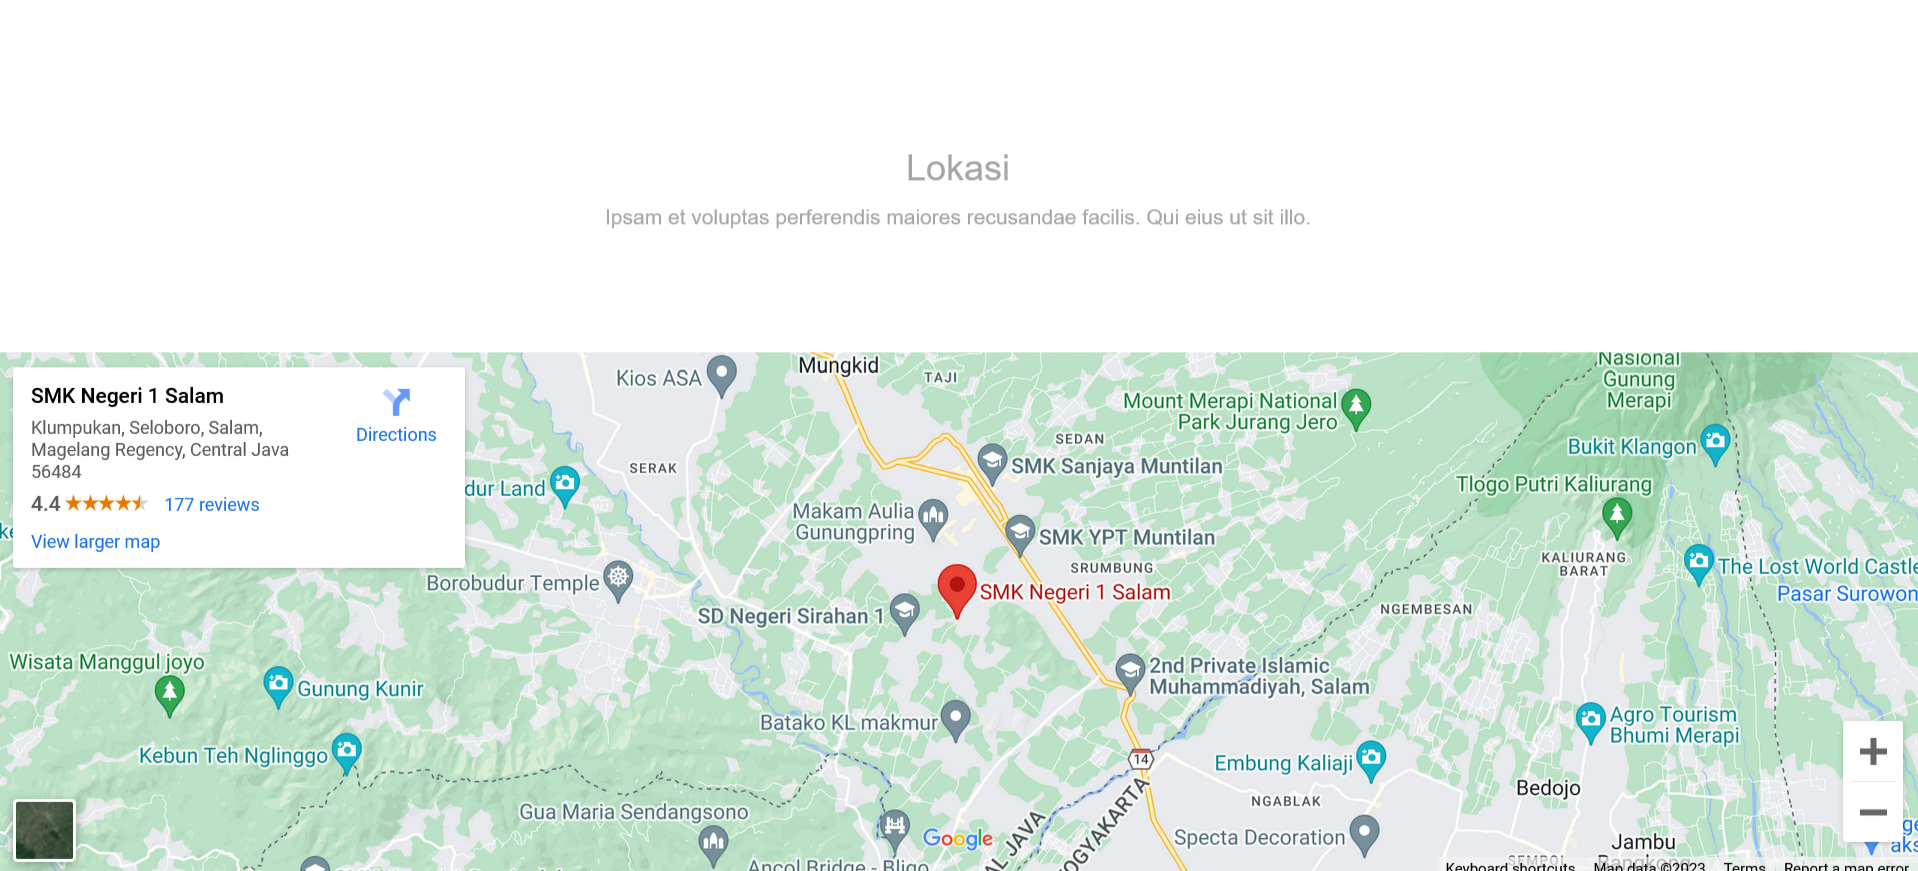 Lokasi
Ipsam et voluptas perferendis maiores recusandae facilis. Qui eius ut sit illo.
SMK Negeri 1 Salam
Klumpukan, Seloboro, Salam,
Magelang Regency, Central Java
56484
4.4
177 reviews
View larger map
Directions
Kios ASA
Mungkid
TAJI
Nasional
Gunung
Merapi
Mount Merapi National
Park Jurang Jero
SEDAN
Bukit Klangon
SERAK
SMK Sanjaya Muntilan
dur Land
Tlogo Putri Kaliurang
Makam Aulia
Gunungpring
SMK YPT Muntilan
KALIURANG
BARAT
SRUMBUNG
The Lost World Castle
Borobudur Temple
SMK Negeri 1 Salam
Pasar Surowon
SD Negeri Sirahan 1
NGEMBESAN
Wisata Manggul joyo
Gunung Kunir
2nd Private Islamic
Muhammadiyah, Salam
Batako KL makmur
Agro Tourism
Bhumi Merapi
Kebun Teh Nglinggo
14
Embung Kaliaji
Bedojo
NGABLAK
Gua Maria Sendangsono
Google
AL JAVA
OGYAKARTA
Specta Decoration
Jambu
Ancol Bridge - Bligo
SEMPOL
Keyboard shortcuts
Map data ©2023
Terms
Report a map error